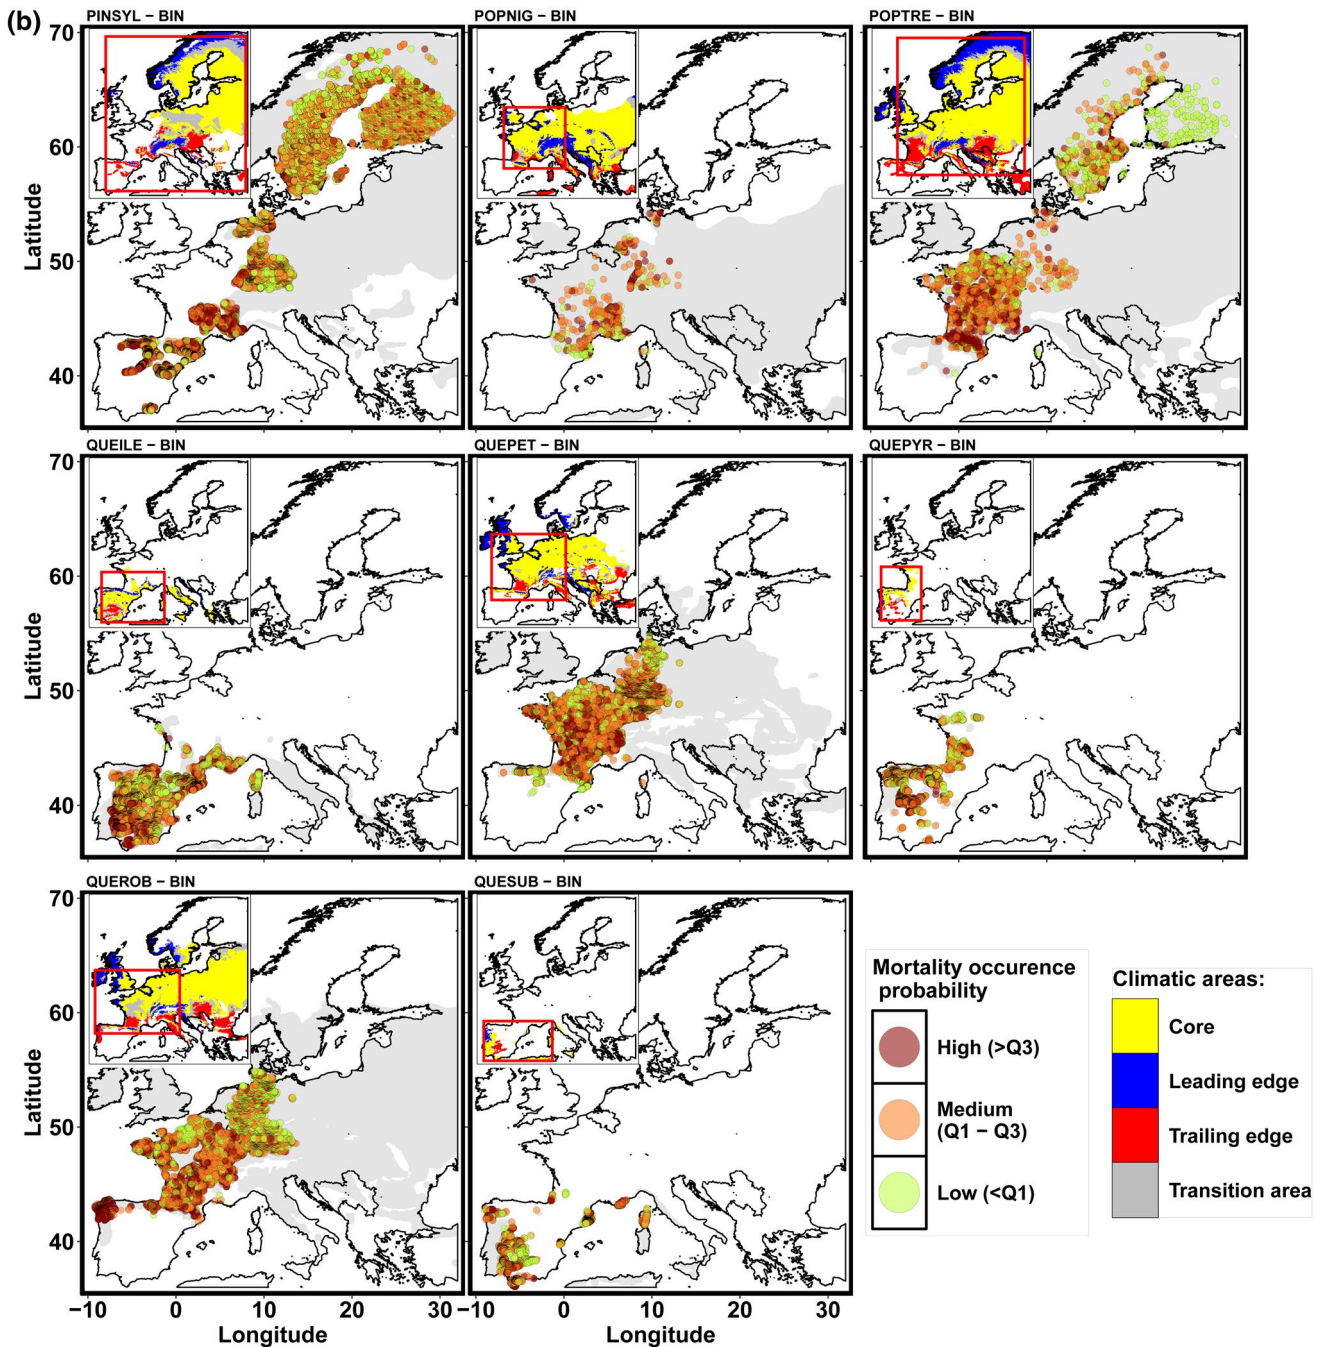 (b)
PINSYL − BIN
POPNIG − BIN
POPTRE − BIN
70
60
50
40
Latitude
QUEILE − BIN
QUEPET − BIN
QUEPYR − BIN
70
60
50
40
Latitude
QUEROB − BIN
QUESUB − BIN
70
60
50
40
Latitude
−10 0 10 20 30
Longitude
−10 0 10 20 30
Longitude
Mortality occurence
probability
High (>Q3)
Medium
(Q1 − Q3)
Low (<Q1)
Climatic areas:
Core
Leading edge
Trailing edge
Transition area